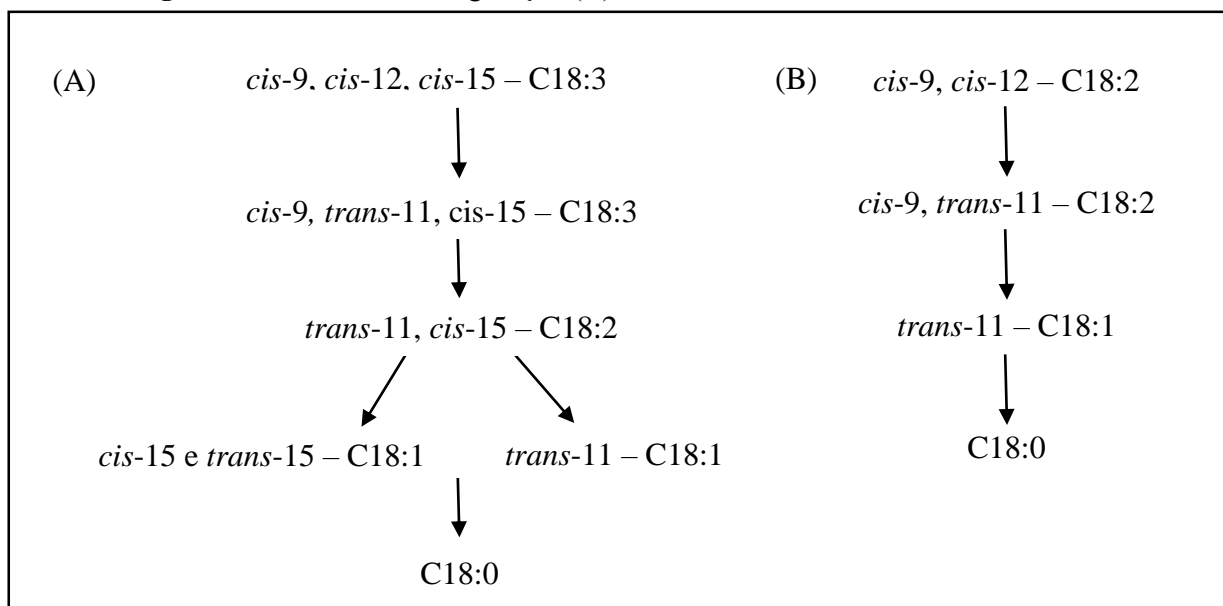 (A)
cis-9, cis-12, cis-15 – C18:3
cis-9, trans-11, cis-15 – C18:3
trans-11, cis-15 – C18:2
cis-15 e trans-15 – C18:1
trans-11 – C18:1
C18:0
(B)
cis-9, cis-12 – C18:2
cis-9, trans-11 – C18:2
trans-11 – C18:1
C18:0